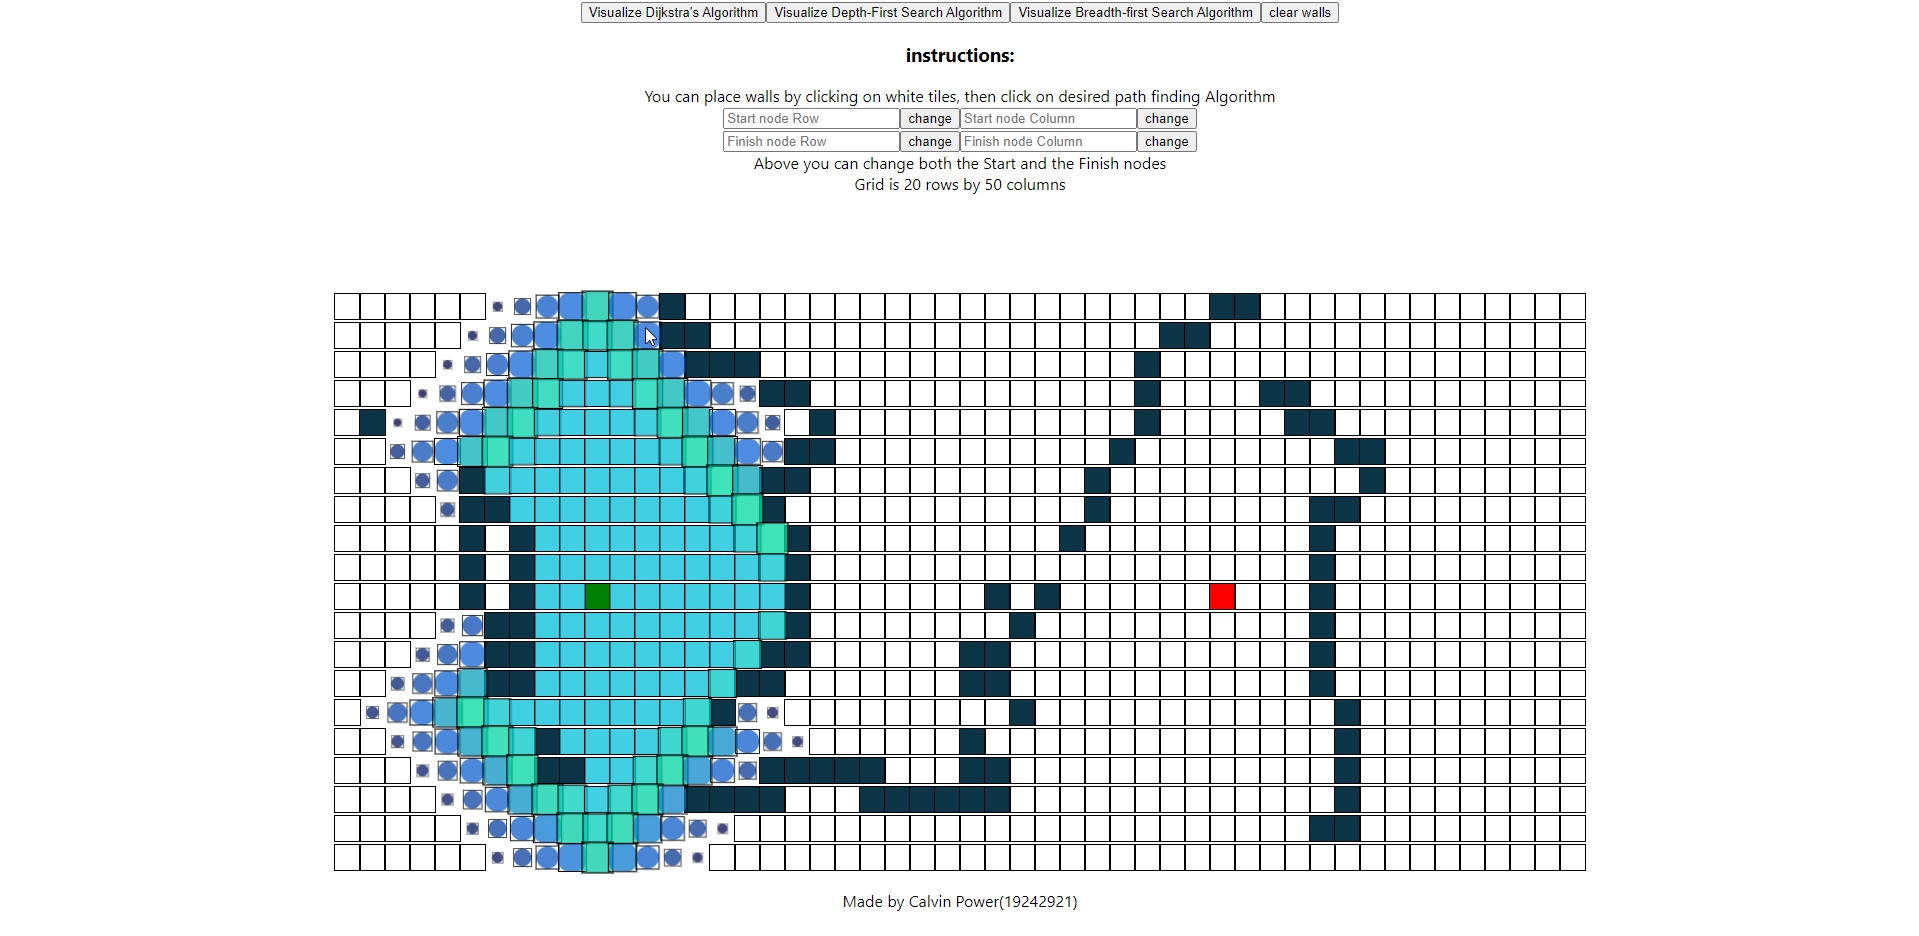 Visualize Dijkstra's Algorithm Visualize Depth-First Search Algorithm Visualize Breadth-first Search Algorithm clear walls
instructions:
You can place walls by clicking on white tiles, then click on desired path finding Algorithm
Start node Row change Start node Column change
Finish node Row change Finish node Column change
Above you can change both the Start and the Finish nodes
Grid is 20 rows by 50 columns
Made by Calvin Power(19242921)